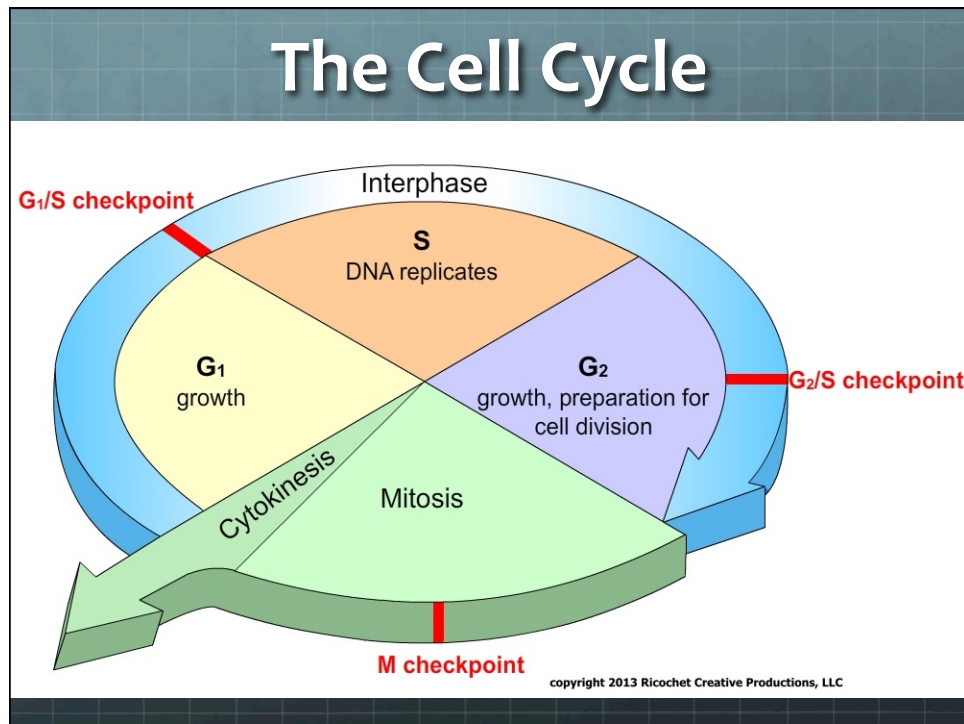 The Cell Cycle
Interphase
G₁/S checkpoint
S
DNA replicates
G₁
growth
G₂
growth, preparation for
cell division
G₂/S checkpoint
Cytokinesis
Mitosis
M checkpoint
copyright 2013 Ricochet Creative Productions, LLC